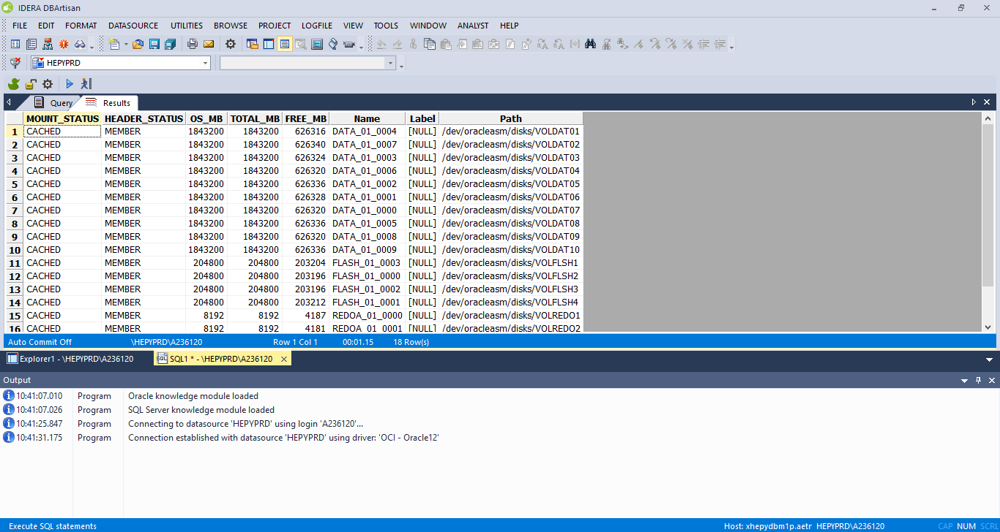 IDERA DBArtisan
FILE EDIT FORMAT DATASOURCE UTILITIES BROWSE PROJECT LOGFILE VIEW TOOLS WINDOW ANALYST HELP
HEPYPRD
Query Results
MOUNT_STATUS HEADER_STATUS OS_MB TOTAL_MB FREE_MB Name Label Path
1 CACHED MEMBER 1843200 1843200 626316 DATA_01_0004 [NULL] /dev/oracleasm/disks/VOLDAT01
2 CACHED MEMBER 1843200 1843200 626340 DATA_01_0007 [NULL] /dev/oracleasm/disks/VOLDAT02
3 CACHED MEMBER 1843200 1843200 626324 DATA_01_0003 [NULL] /dev/oracleasm/disks/VOLDAT03
4 CACHED MEMBER 1843200 1843200 626320 DATA_01_0006 [NULL] /dev/oracleasm/disks/VOLDAT04
5 CACHED MEMBER 1843200 1843200 626336 DATA_01_0002 [NULL] /dev/oracleasm/disks/VOLDAT05
6 CACHED MEMBER 1843200 1843200 626328 DATA_01_0001 [NULL] /dev/oracleasm/disks/VOLDAT06
7 CACHED MEMBER 1843200 1843200 626320 DATA_01_0000 [NULL] /dev/oracleasm/disks/VOLDAT07
8 CACHED MEMBER 1843200 1843200 626336 DATA_01_0005 [NULL] /dev/oracleasm/disks/VOLDAT08
9 CACHED MEMBER 1843200 1843200 626320 DATA_01_0008 [NULL] /dev/oracleasm/disks/VOLDAT09
10 CACHED MEMBER 1843200 1843200 626336 DATA_01_0009 [NULL] /dev/oracleasm/disks/VOLDAT10
11 CACHED MEMBER 204800 204800 203204 FLASH_01_0003 [NULL] /dev/oracleasm/disks/VOLFLSH1
12 CACHED MEMBER 204800 204800 203196 FLASH_01_0000 [NULL] /dev/oracleasm/disks/VOLFLSH2
13 CACHED MEMBER 204800 204800 203196 FLASH_01_0002 [NULL] /dev/oracleasm/disks/VOLFLSH3
14 CACHED MEMBER 204800 204800 203212 FLASH_01_0001 [NULL] /dev/oracleasm/disks/VOLFLSH4
15 CACHED MEMBER 8192 8192 4187 REDOA_01_0000 [NULL] /dev/oracleasm/disks/VOLREDO1
16 CACHED MEMBER 8192 8192 4181 REDOA_01_0001 [NULL] /dev/oracleasm/disks/VOLREDO2
Auto Commit Off \HEPYPRD\A236120 Row 1 Col 1 00:01.15 18 Row(s)
Explorer1 - \HEPYPRD\A236120 SQL1 * - \HEPYPRD\A236120
Output
10:41:07.010 Program Oracle knowledge module loaded
10:41:07.026 Program SQL Server knowledge module loaded
10:41:25.847 Program Connecting to datasource 'HEPYPRD' using login 'A236120'...
10:41:31.175 Program Connection established with datasource 'HEPYPRD' using driver: 'OCI - Oracle12'
Execute SQL statements Host: xhepydbm1p.aetr HEPYPRD\A236120 CAP NUM SCRL